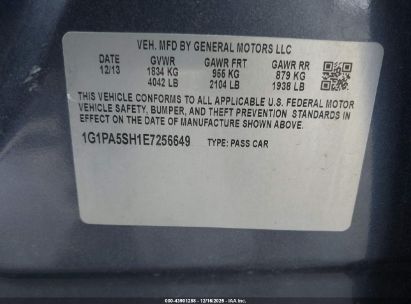 VEH. MFD BY GENERAL MOTORS LLC
DATE GVWR GAWR FRT GAWR RR
12/13 1834 KG 955 KG 879 KG
4042 LB 2104 LB 1938 LB
THIS VEHICLE CONFORMS TO ALL APPLICABLE U.S. FEDERAL MOTOR
VEHICLE SAFETY, BUMPER, AND THEFT PREVENTION STANDARDS IN
EFFECT ON THE DATE OF MANUFACTURE SHOWN ABOVE.
1G1PA5SH1E7256649 TYPE: PASS CAR